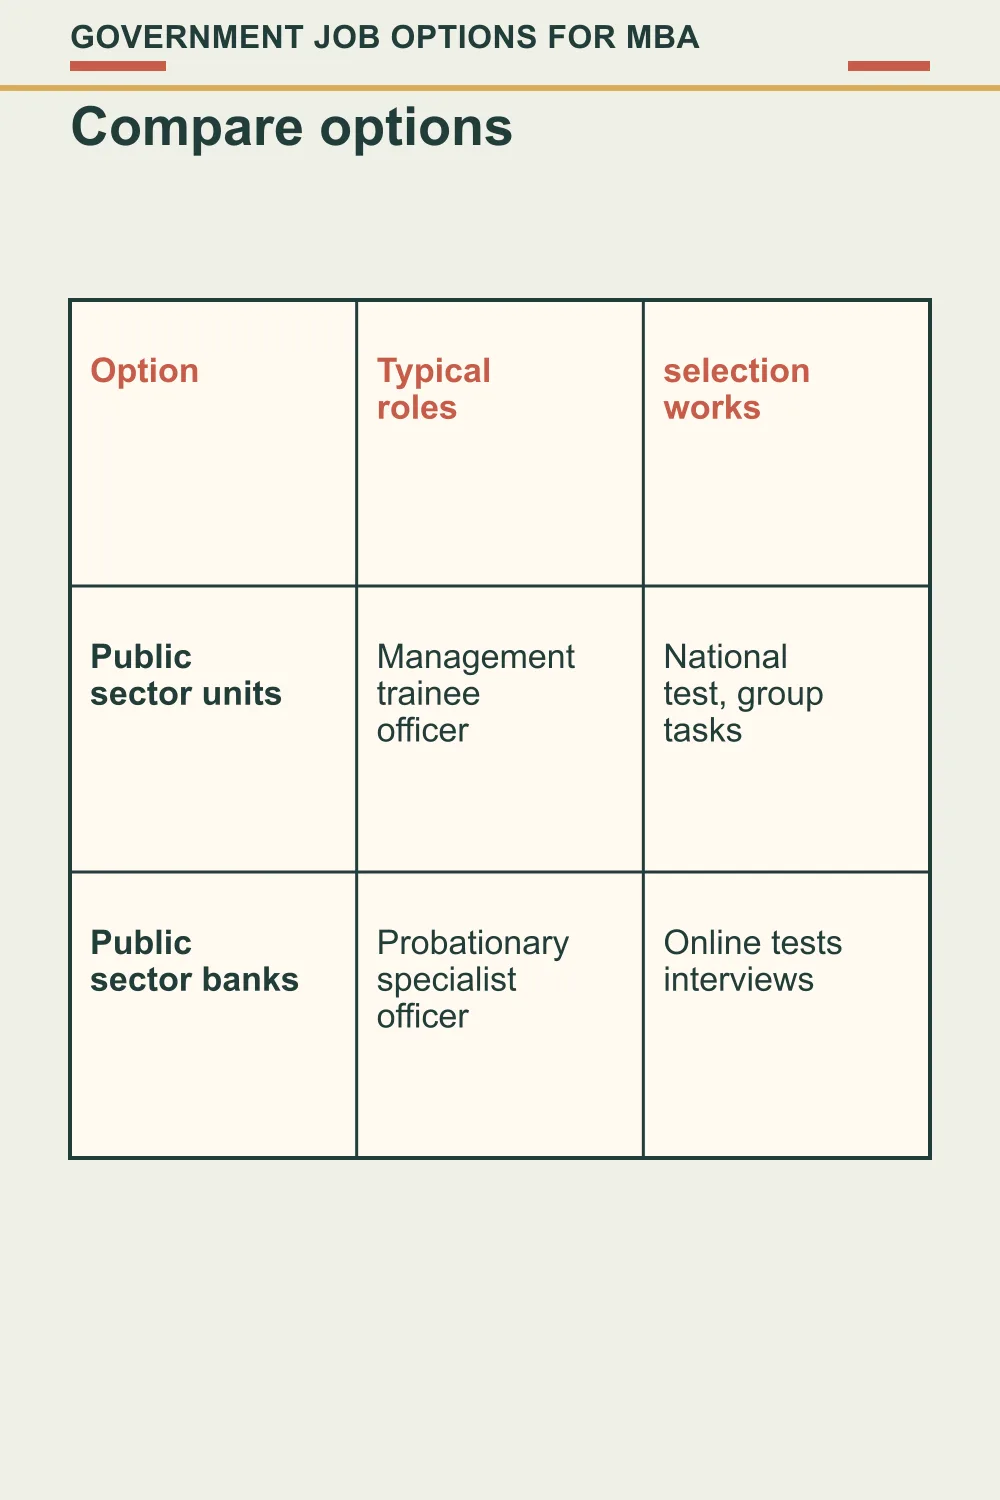 GOVERNMENT JOB OPTIONS FOR MBA
Compare options
Option
Typical
roles
selection
works
Public
sector units
Management
trainee
officer
National
test, group
tasks
Public
sector banks
Probationary
specialist
officer
Online tests
interviews